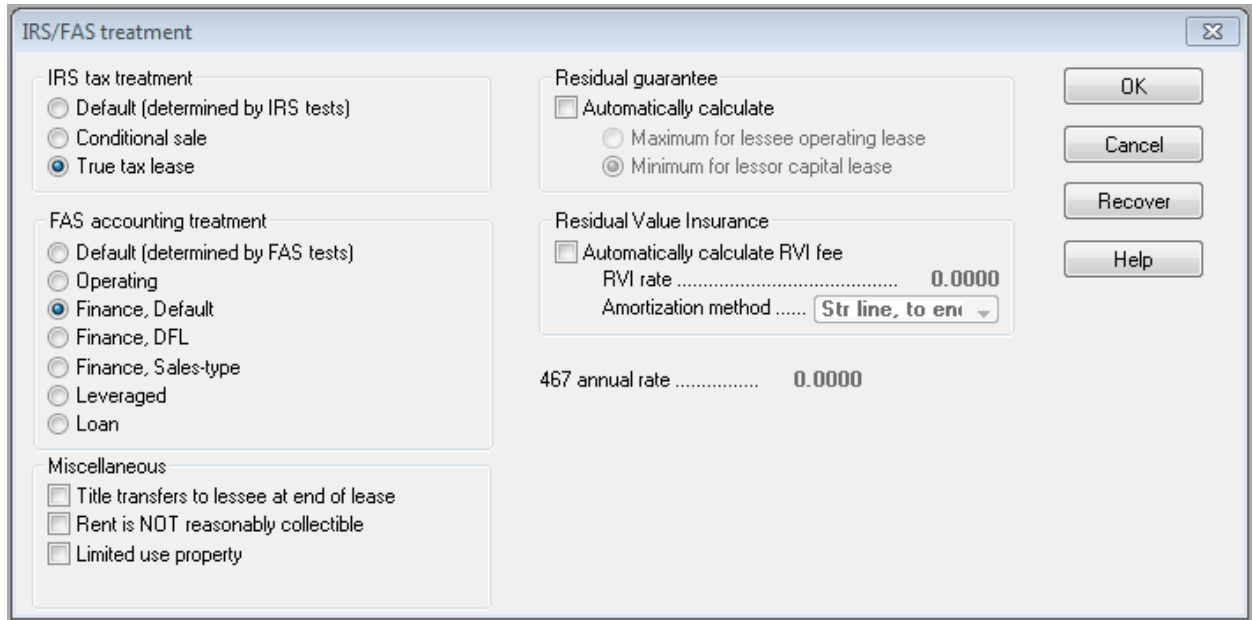 IRS/FAS treatment
IRS tax treatment
Default (determined by IRS tests)
Conditional sale
True tax lease
FAS accounting treatment
Default (determined by FAS tests)
Operating
Finance, Default
Finance, DFL
Finance, Sales-type
Leveraged
Loan
Miscellaneous
Title transfers to lessee at end of lease
Rent is NOT reasonably collectible
Limited use property
Residual guarantee
Automatically calculate
Maximum for lessee operating lease
Minimum for lessor capital lease
Residual Value Insurance
Automatically calculate RVI fee
RVI rate ........................................ 0.0000
Amortization method ...... Str line, to en
467 annual rate ................ 0.0000
OK
Cancel
Recover
Help